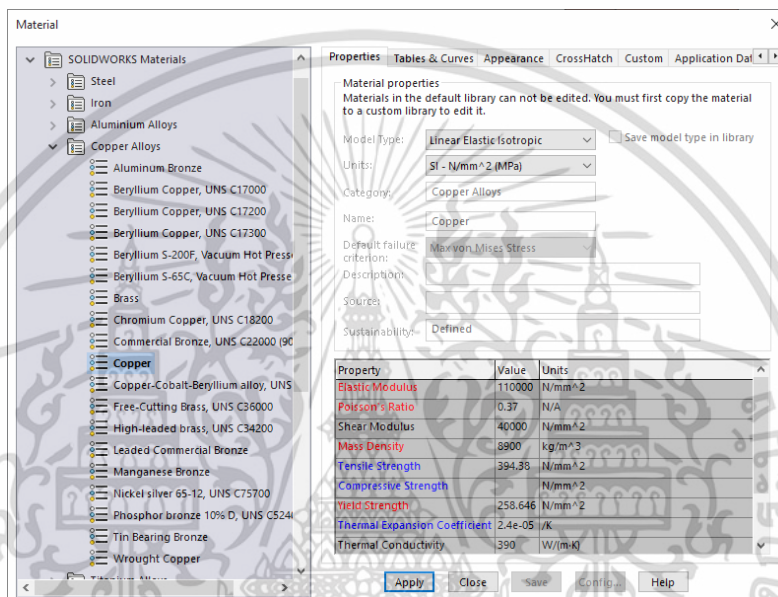 Material
SOLIDWORKS Materials
Steel
Iron
Aluminium Alloys
Copper Alloys
Aluminum Bronze
Beryllium Copper, UNS C17000
Beryllium Copper, UNS C17200
Beryllium Copper, UNS C17300
Beryllium S-200F, Vacuum Hot Presse
Beryllium S-65C, Vacuum Hot Presse
Brass
Chromium Copper, UNS C18200
Commercial Bronze, UNS C22000 (90
Copper
Copper-Cobalt-Beryllium alloy, UNS
Free-Cutting Brass, UNS C36000
High-leaded brass, UNS C34200
Leaded Commercial Bronze
Manganese Bronze
Nickel silver 65-12, UNS C75700
Phosphor bronze 10% D, UNS C524
Tin Bearing Bronze
Wrought Copper
Titanium Alloys
Properties Tables & Curves Appearance CrossHatch Custom Application Dat
Material properties
Materials in the default library can not be edited. You must first copy the material
to a custom library to edit it.
Model Type: Linear Elastic Isotropic Save model type in library
Units: SI - N/mm^2 (MPa)
Category: Copper Alloys
Name: Copper
Default failure
criterion: Max von Mises Stress
Description:
Source:
Sustainability: Defined
Property Value Units
Elastic Modulus 110000 N/mm^2
Poisson's Ratio 0.37 N/A
Shear Modulus 40000 N/mm^2
Mass Density 8900 kg/m^3
Tensile Strength 394.38 N/mm^2
Compressive Strength N/mm^2
Yield Strength 258.646 N/mm^2
Thermal Expansion Coefficient 2.4e-05 /K
Thermal Conductivity 390 W/(m·K)
Apply Close Save Config... Help